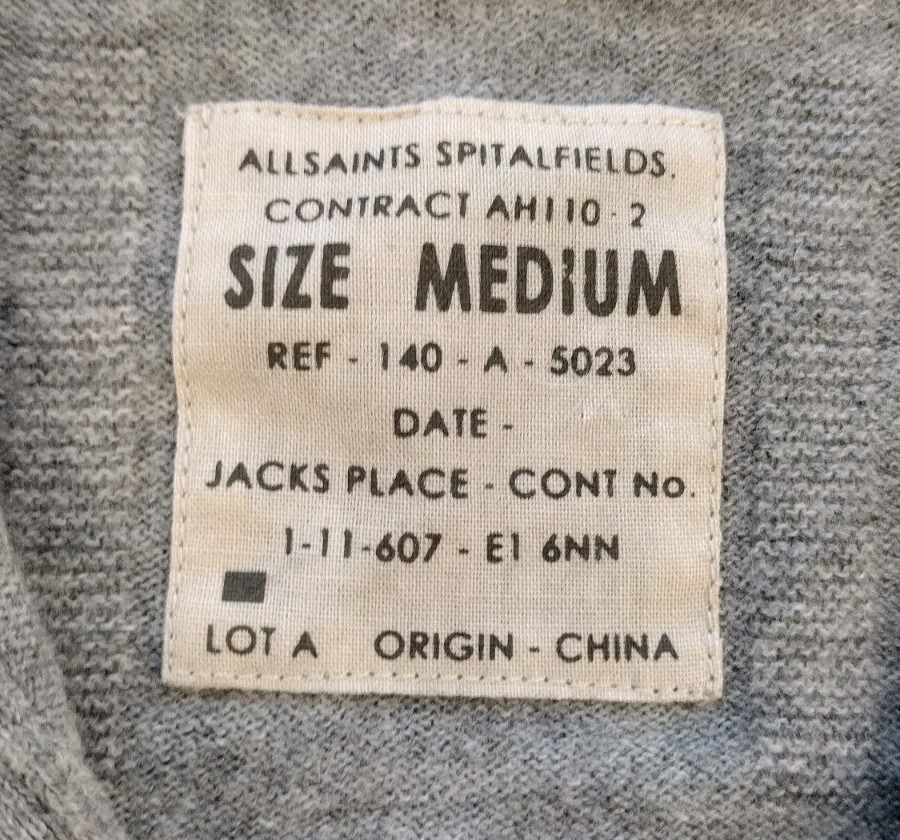 ALLSAINTS SPITALFIELDS.
CONTRACT AH110 - 2
SIZE MEDIUM
REF - 140 - A - 5023
DATE -
JACKS PLACE - CONT No.
1-11-607 - E1 6NN
LOT A ORIGIN - CHINA